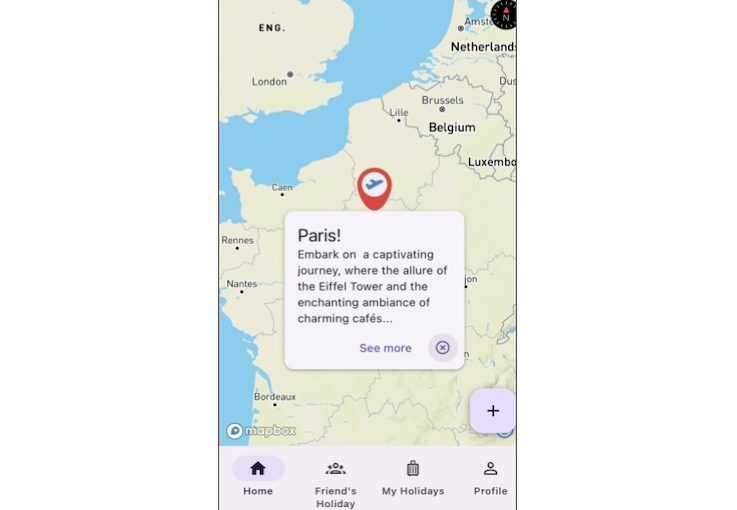 ENG.
Amste
N
Netherlands
London
Dus
Brussels
Lille
Belgium
Luxembo
Caen
Paris!
Rennes
Embark on a captivating
journey, where the allure of
the Eiffel Tower and the
Nantes
jon
enchanting ambiance of
charming cafés...
See more
n
Bordeaux
+
mapbox
Home
Friend's
Holiday
My Holidays
Profile